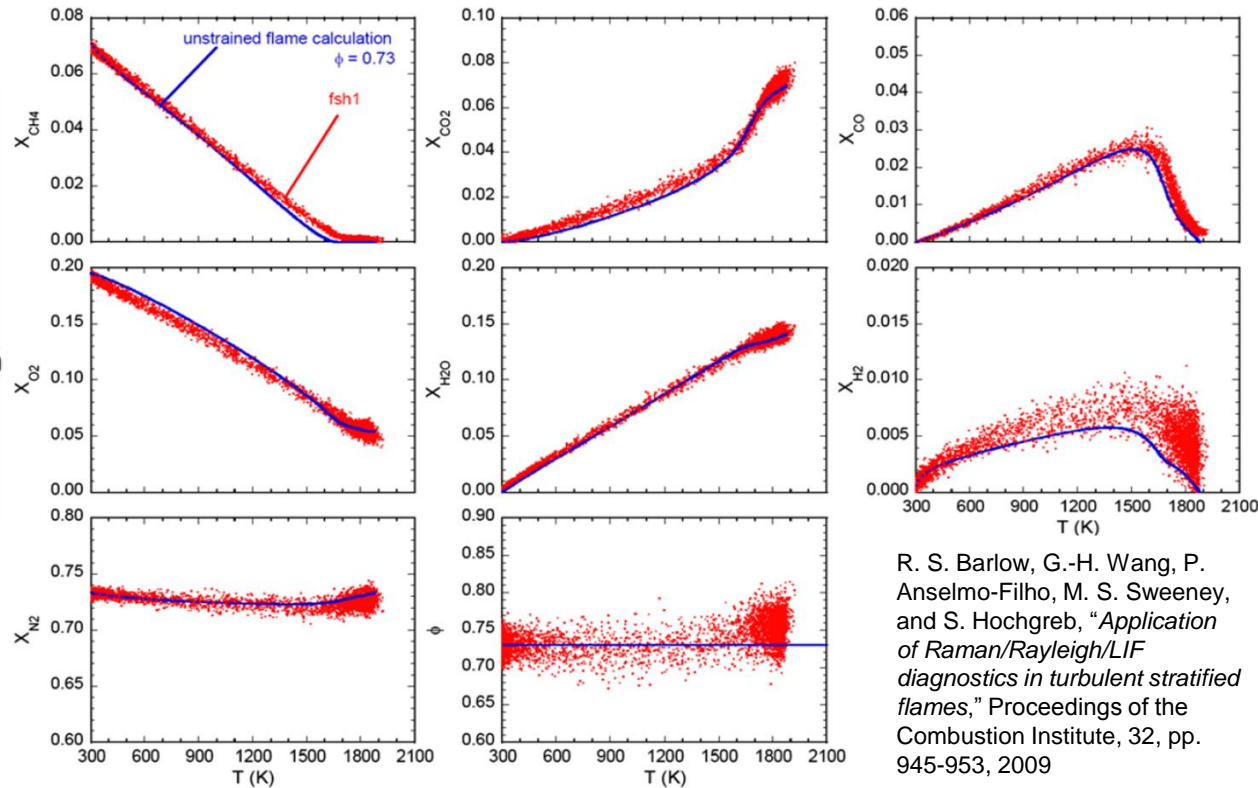 0.08
0.06
0.04
0.02
0.00
X_CH4
unstrained flame calculation
ϕ = 0.73
fsh1
0.10
0.08
0.06
0.04
0.02
0.00
X_CO2
0.06
0.05
0.04
0.03
0.02
0.01
0.00
X_CO
0.20
0.15
0.10
0.05
0.00
X_O2
0.20
0.15
0.10
0.05
0.00
X_H2O
0.020
0.015
0.010
0.005
0.000
X_H2
300 600 900 1200 1500 1800 2100
T (K)
0.80
0.75
0.70
0.65
0.60
X_N2
300 600 900 1200 1500 1800 2100
T (K)
0.90
0.85
0.80
0.75
0.70
0.65
0.60
ϕ
300 600 900 1200 1500 1800 2100
T (K)
R. S. Barlow, G.-H. Wang, P.
Anselmo-Filho, M. S. Sweeney,
and S. Hochgreb, “Application
of Raman/Rayleigh/LIF
diagnostics in turbulent stratified
flames,” Proceedings of the
Combustion Institute, 32, pp.
945-953, 2009